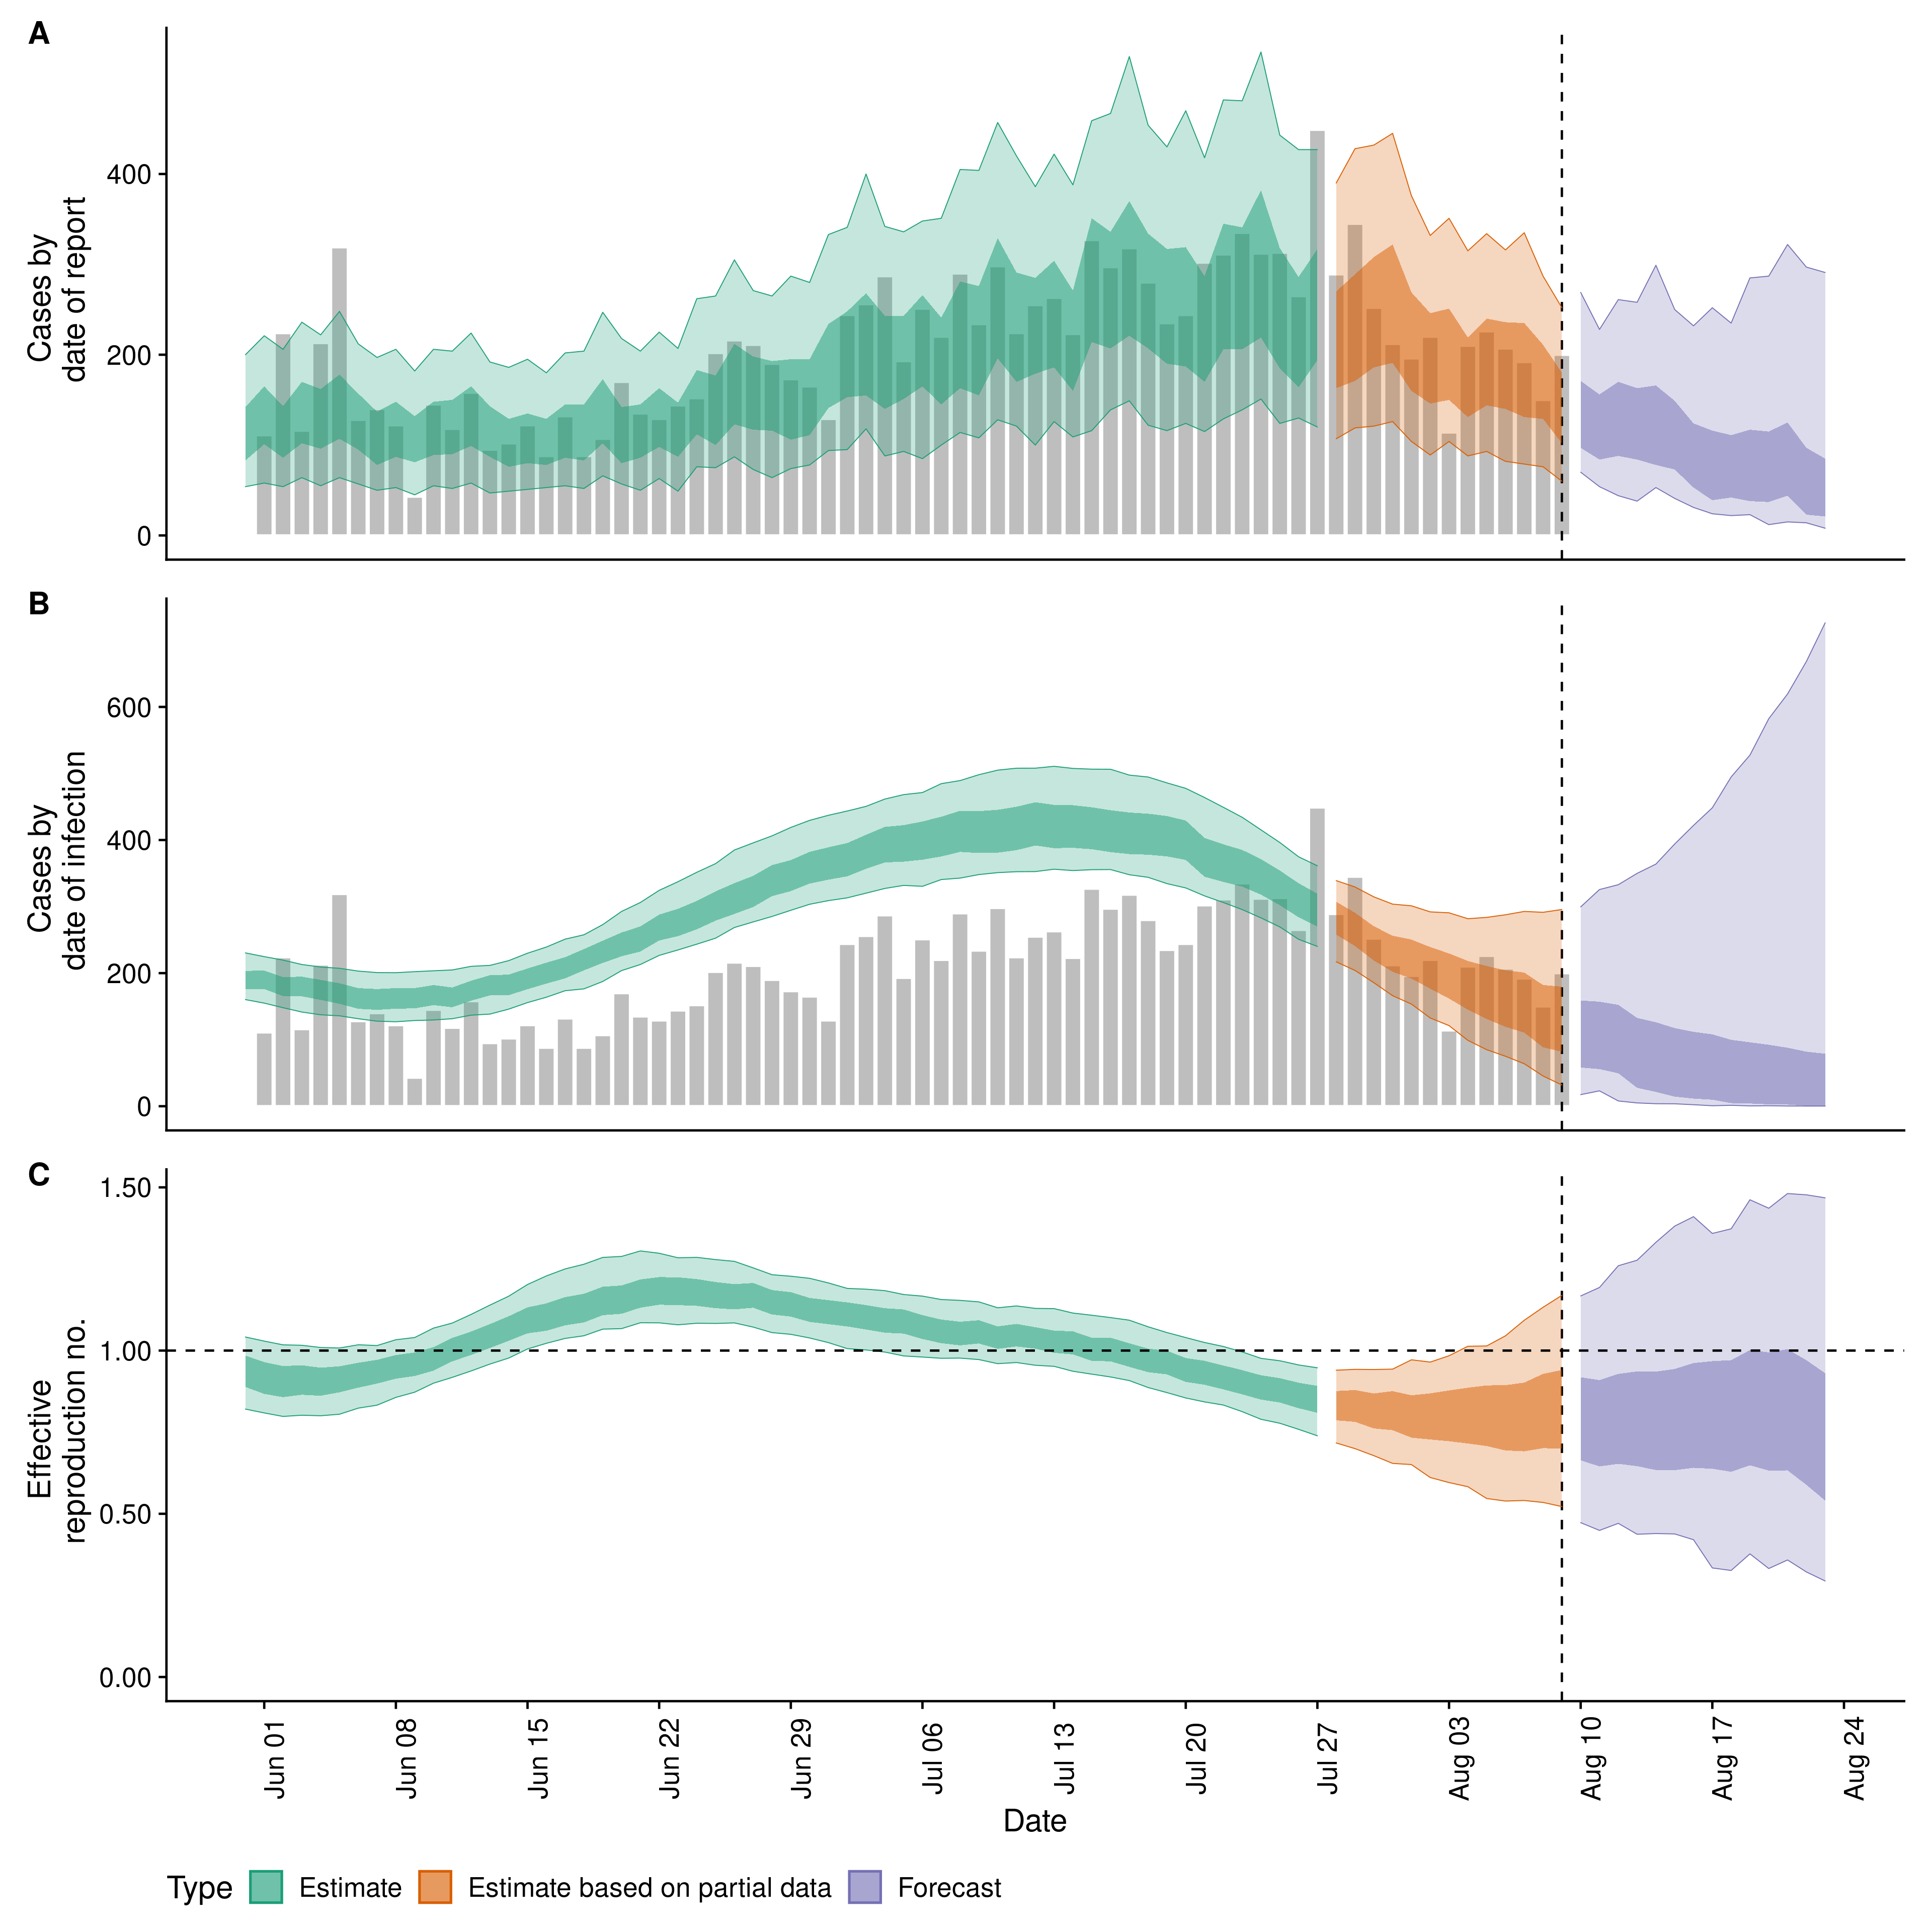 A
Cases by
date of report
400
200
0
B
Cases by
date of infection
600
400
200
0
C
Effective
reproduction no.
1.50
1.00
0.50
0.00
Jun 01
Jun 08
Jun 15
Jun 22
Jun 29
Jul 06
Jul 13
Jul 20
Jul 27
Aug 03
Aug 10
Aug 17
Aug 24
Date
Type Estimate Estimate based on partial data Forecast